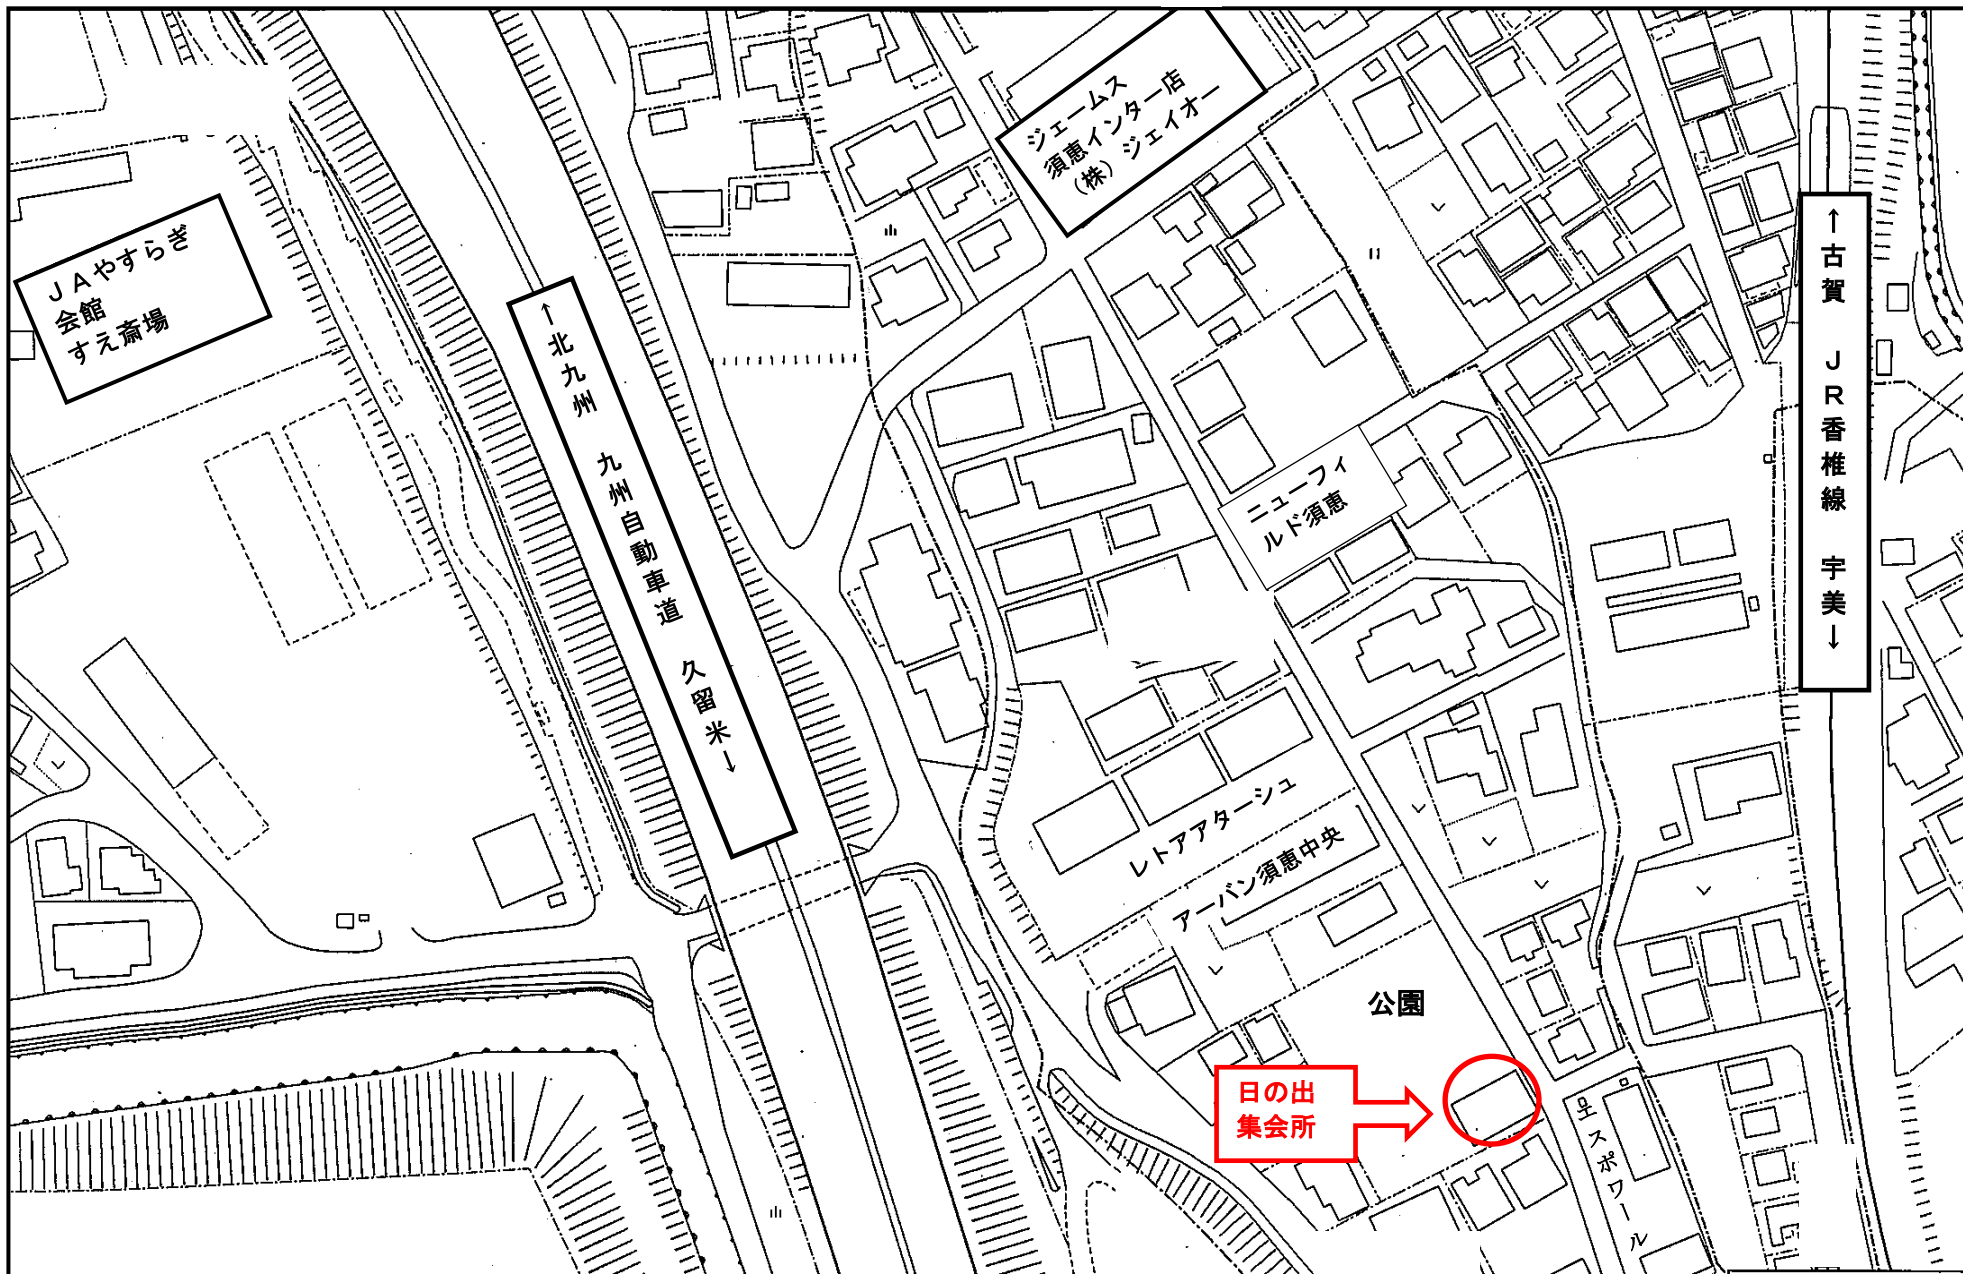 ジェームス
須恵インター店
(株) ジェイオー
JAやすらぎ
会館
すえ斎場
↑北九州 九州自動車道 久留米↓
↑古賀 JR香椎線 宇美↓
ニューフィ
ルド須恵
レトアアタージュ
アーバン須恵中央
公園
日の出
集会所
エスポワール